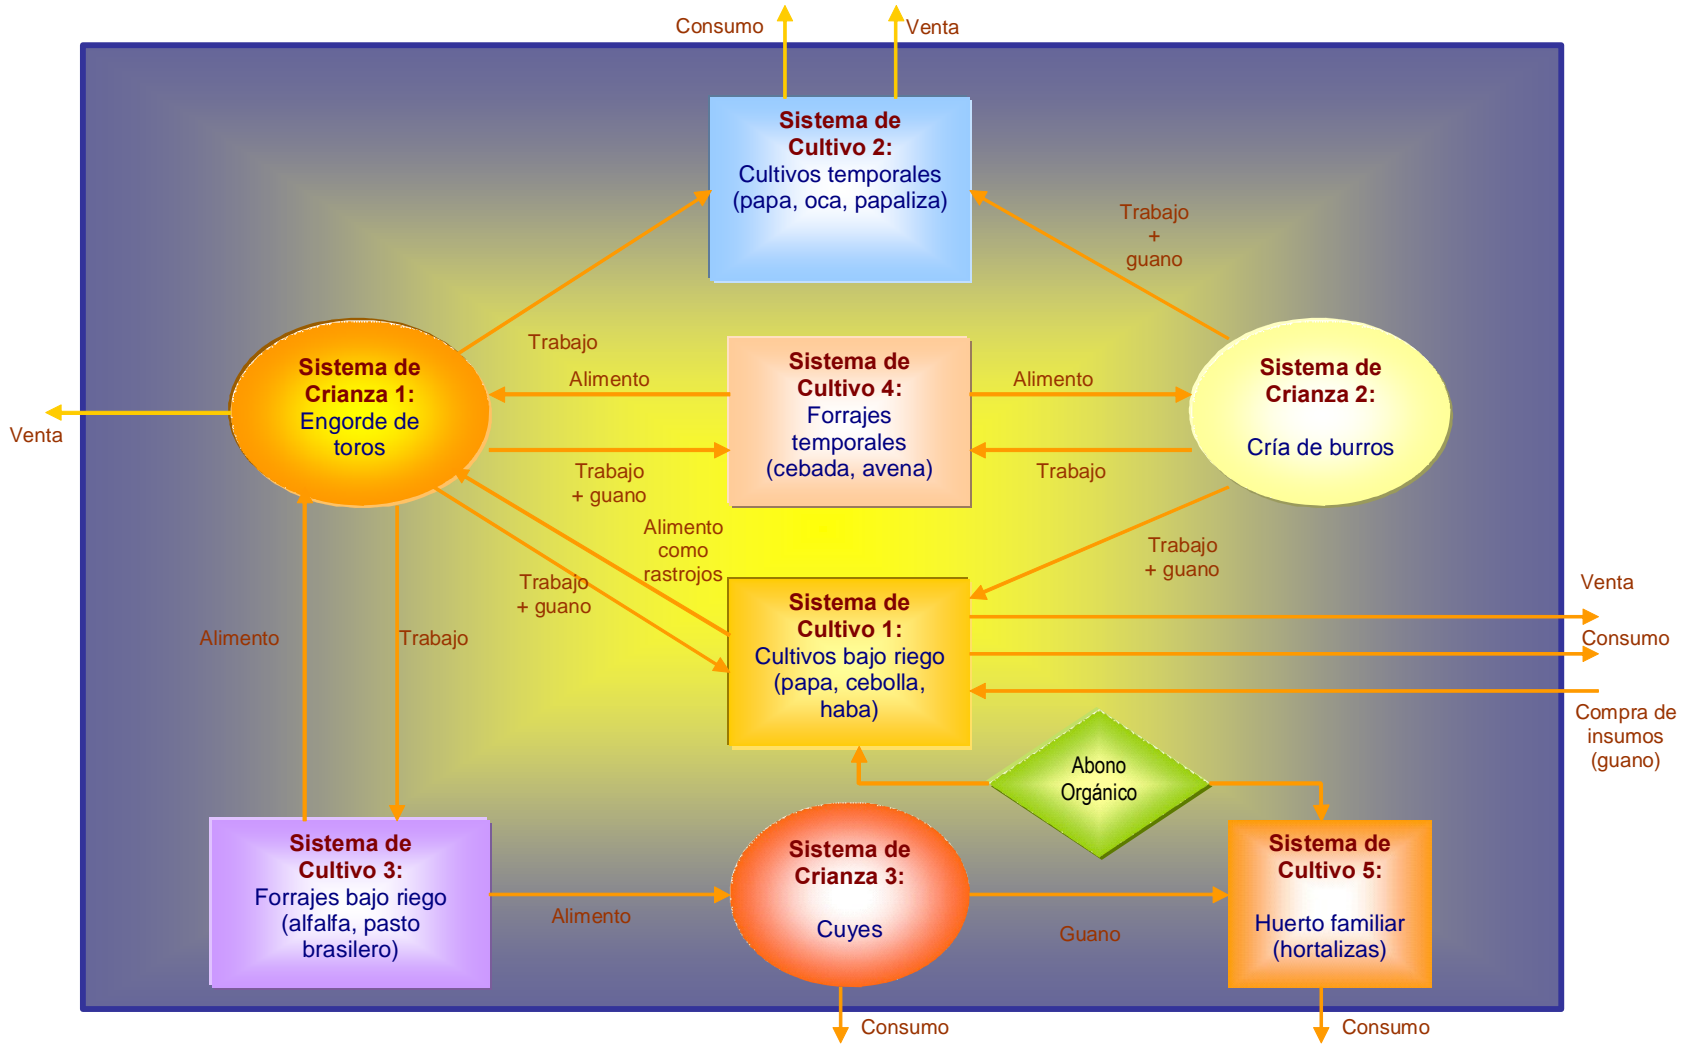 Consumo
Venta
Sistema de
Cultivo 2:
Cultivos temporales
(papa, oca, papaliza)
Trabajo
+
guano
Trabajo
Sistema de
Crianza 1:
Engorde de
toros
Venta
Alimento
Sistema de
Cultivo 4:
Forrajes
temporales
(cebada, avena)
Alimento
Sistema de
Crianza 2:
Cría de burros
Trabajo
+ guano
Trabajo
Alimento
como
rastrojos
Trabajo
+ guano
Trabajo
+ guano
Alimento
Trabajo
Sistema de
Cultivo 1:
Cultivos bajo riego
(papa, cebolla,
haba)
Venta
Consumo
Compra de
insumos
(guano)
Abono
Orgánico
Sistema de
Cultivo 3:
Forrajes bajo riego
(alfalfa, pasto
brasilero)
Alimento
Sistema de
Crianza 3:
Cuyes
Guano
Sistema de
Cultivo 5:
Huerto familiar
(hortalizas)
Consumo
Consumo